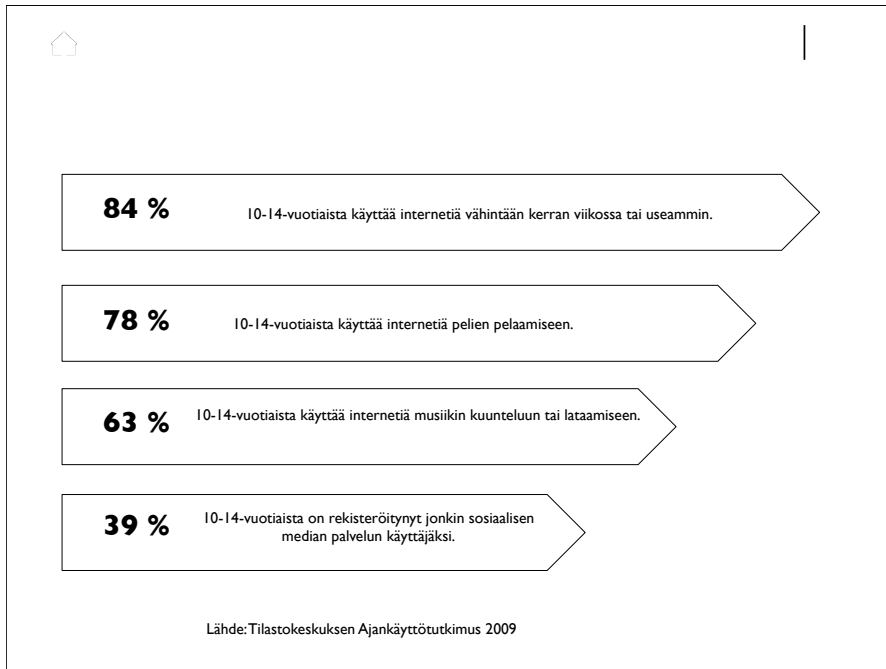 84 %
10-14-vuotiaista käyttää internetiä vähintään kerran viikossa tai useammin.
78 %
10-14-vuotiaista käyttää internetiä pelien pelaamiseen.
63 %
10-14-vuotiaista käyttää internetiä musiikin kuunteluun tai lataamiseen.
39 %
10-14-vuotiaista on rekisteröitynyt jonkin sosiaalisen
median palvelun käyttäjäksi.
Lähde: Tilastokeskuksen Ajankäyttötutkimus 2009